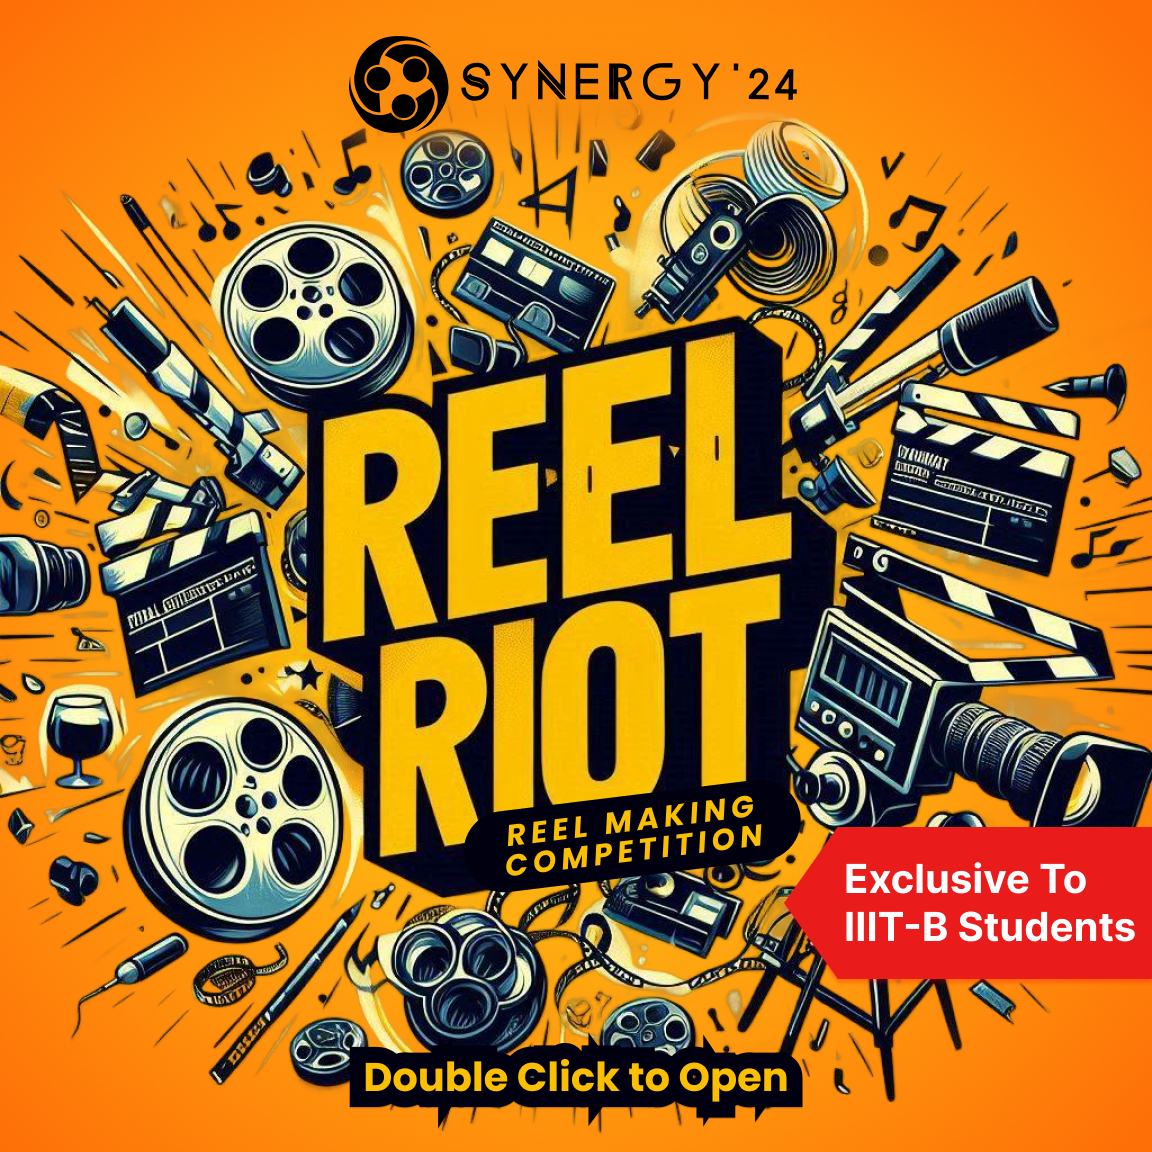 SYNERGY'24
REEL
RIOT
REEL MAKING
COMPETITION
Exclusive To
IIIT-B Students
Double Click to Open